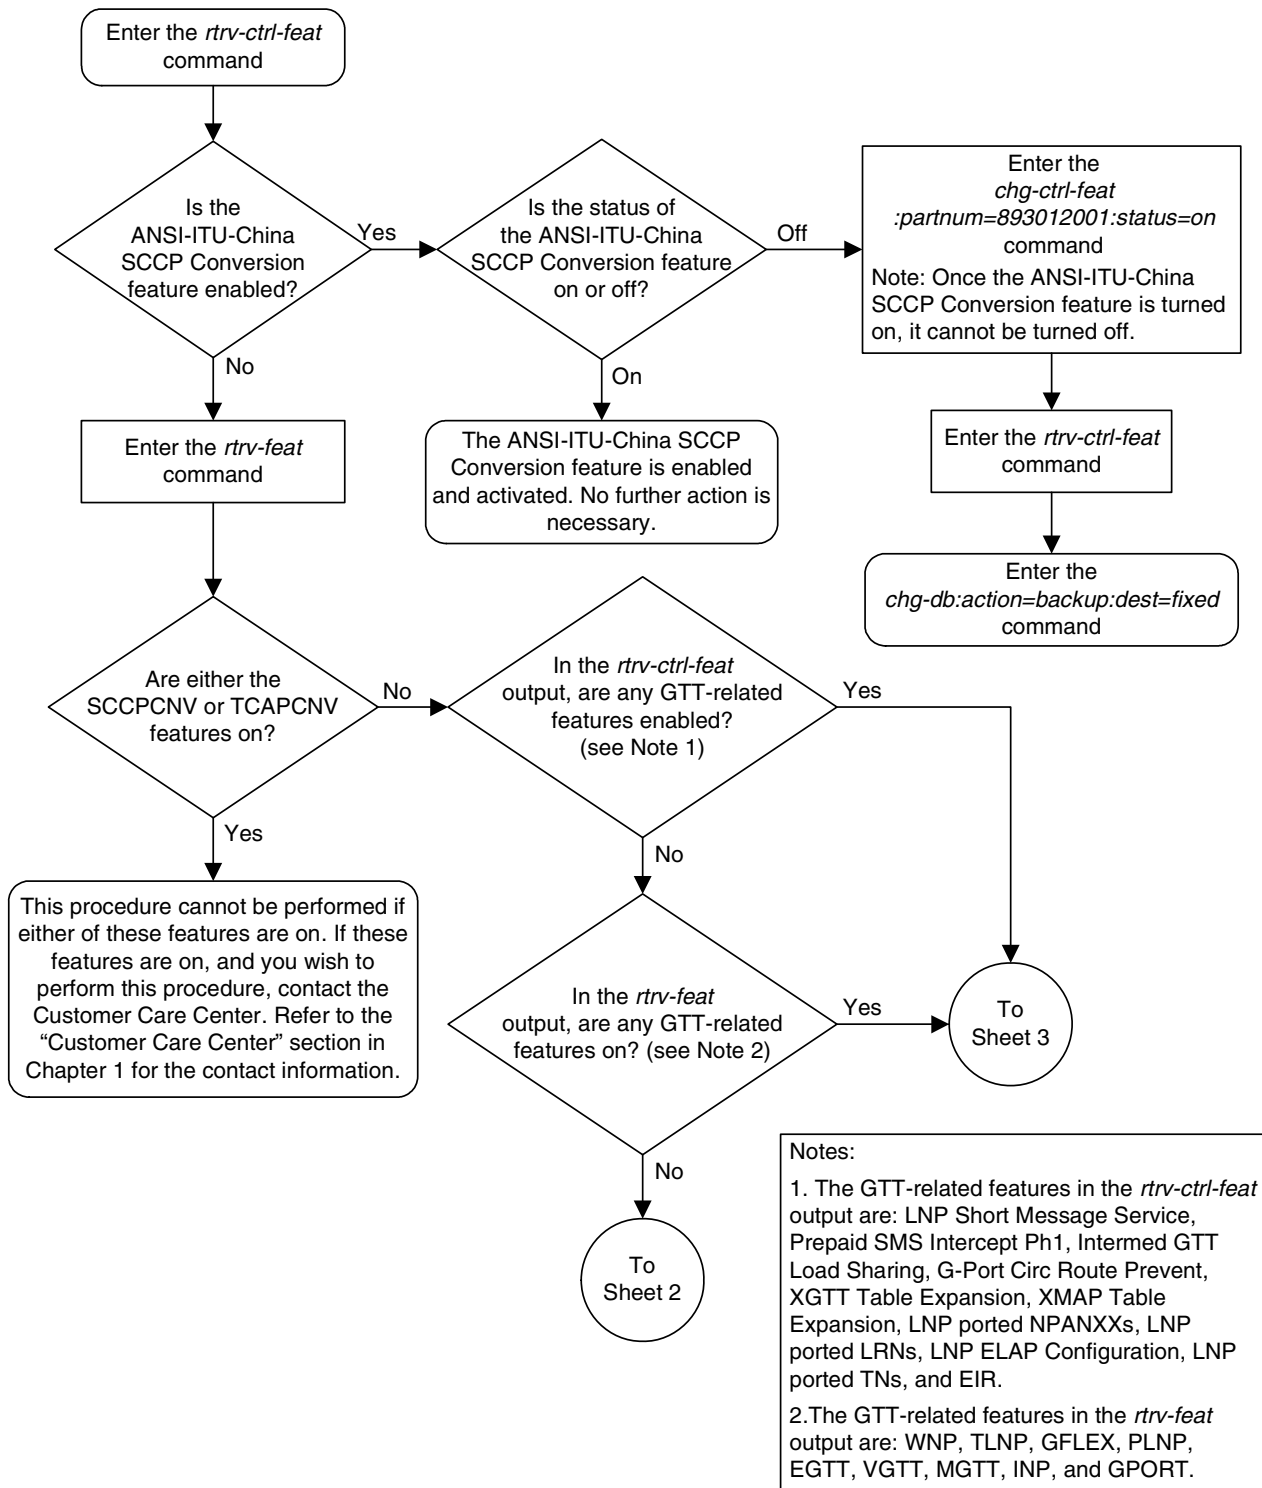 Enter the rtrv-ctrl-feat
command
Is the
ANSI-ITU-China
SCCP Conversion
feature enabled?
Yes
Is the status of
the ANSI-ITU-China
SCCP Conversion feature
on or off?
Off
Enter the
chg-ctrl-feat
:partnum=893012001:status=on
command
Note: Once the ANSI-ITU-China
SCCP Conversion feature is turned
on, it cannot be turned off.
No
On
Enter the rtrv-feat
command
The ANSI-ITU-China SCCP
Conversion feature is enabled
and activated. No further action is
necessary.
Enter the rtrv-ctrl-feat
command
Enter the
chg-db:action=backup:dest=fixed
command
Are either the
SCCPCNV or TCAPCNV
features on?
No
In the rtrv-ctrl-feat
output, are any GTT-related
features enabled?
(see Note 1)
Yes
Yes
No
This procedure cannot be performed if
either of these features are on. If these
features are on, and you wish to
perform this procedure, contact the
Customer Care Center. Refer to the
“Customer Care Center” section in
Chapter 1 for the contact information.
In the rtrv-feat
output, are any GTT-related
features on? (see Note 2)
Yes
To
Sheet 3
No
To
Sheet 2
Notes:
1. The GTT-related features in the rtrv-ctrl-feat
output are: LNP Short Message Service,
Prepaid SMS Intercept Ph1, Intermed GTT
Load Sharing, G-Port Circ Route Prevent,
XGTT Table Expansion, XMAP Table
Expansion, LNP ported NPANXXs, LNP
ported LRNs, LNP ELAP Configuration, LNP
ported TNs, and EIR.
2.The GTT-related features in the rtrv-feat
output are: WNP, TLNP, GFLEX, PLNP,
EGTT, VGTT, MGTT, INP, and GPORT.